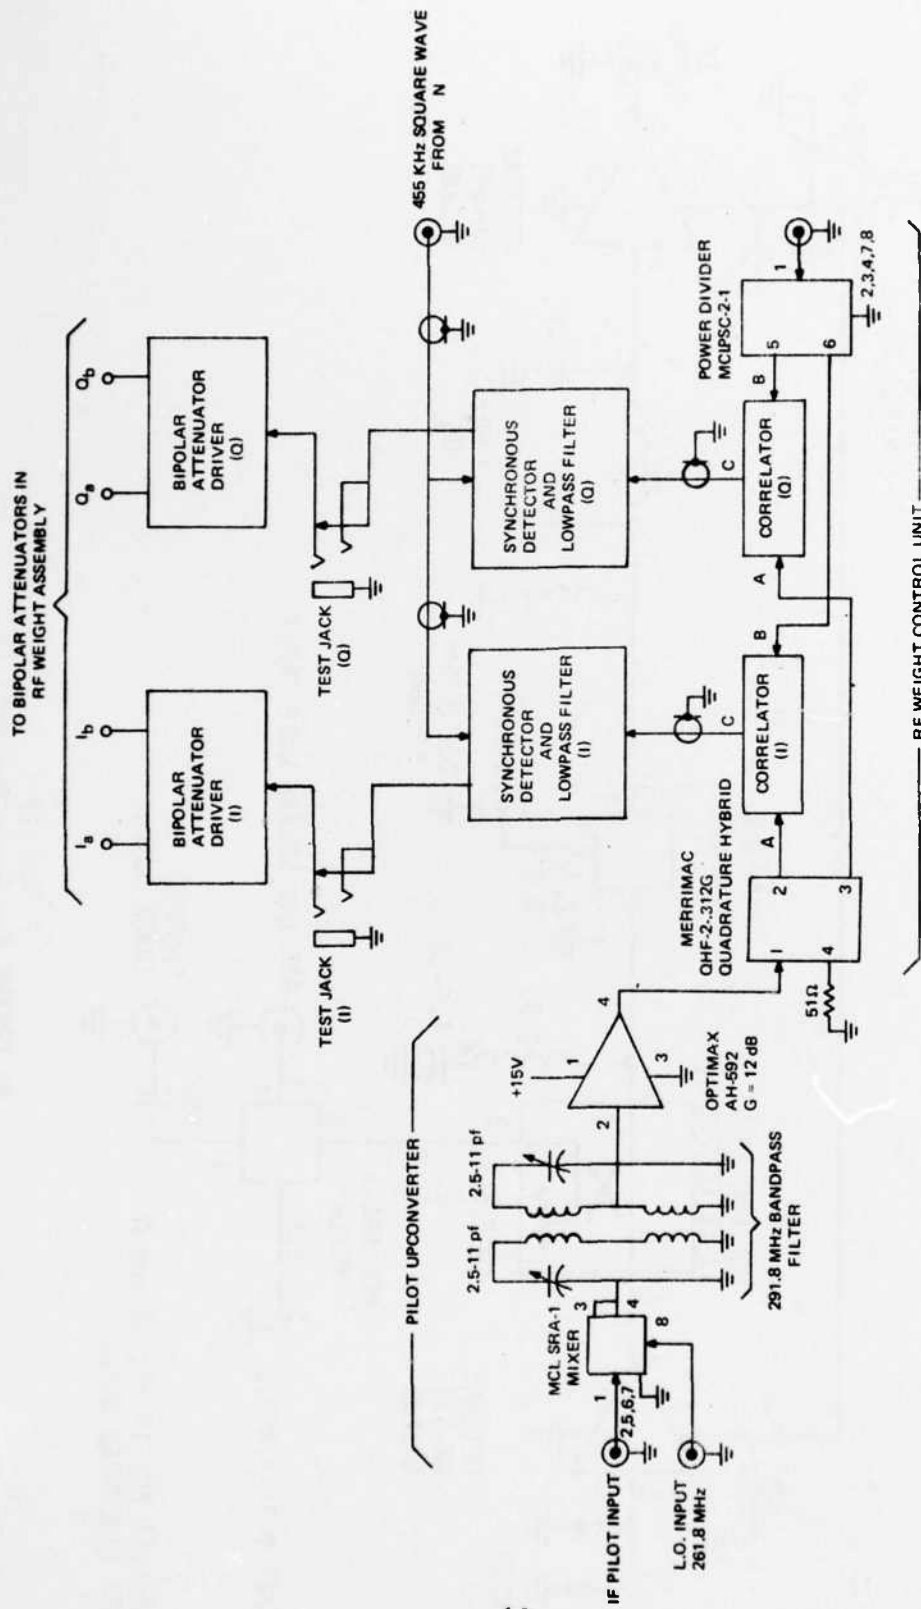 TO BIPOLAR ATTENUATORS IN
RF WEIGHT ASSEMBLY
Ia
Ib
Qa
Qb
BIPOLAR
ATTENUATOR
DRIVER
(I)
BIPOLAR
ATTENUATOR
DRIVER
(Q)
TEST JACK
(I)
TEST JACK
(Q)
455 KHz SQUARE WAVE
FROM N
SYNCHRONOUS
DETECTOR
AND
LOWPASS FILTER
(I)
SYNCHRONOUS
DETECTOR
AND
LOWPASS FILTER
(Q)
PILOT UPCONVERTER
IF PILOT INPUT
L.O. INPUT
261.8 MHz
1
2,5,6,7
MCL SRA-1
MIXER
3
4
8
2.5-11 pf
2.5-11 pf
291.8 MHz BANDPASS
FILTER
+15V
1
2
3
4
OPTIMAX
AH-592
G = 12 dB
MERRIMAC
QHF-2-.312G
QUADRATURE HYBRID
1
2
3
4
51Ω
A
B
C
CORRELATOR
(I)
A
B
C
CORRELATOR
(Q)
POWER DIVIDER
MCLPSC-2-1
5
6
1
2,3,4,7,8
RF WEIGHT CONTROL UNIT